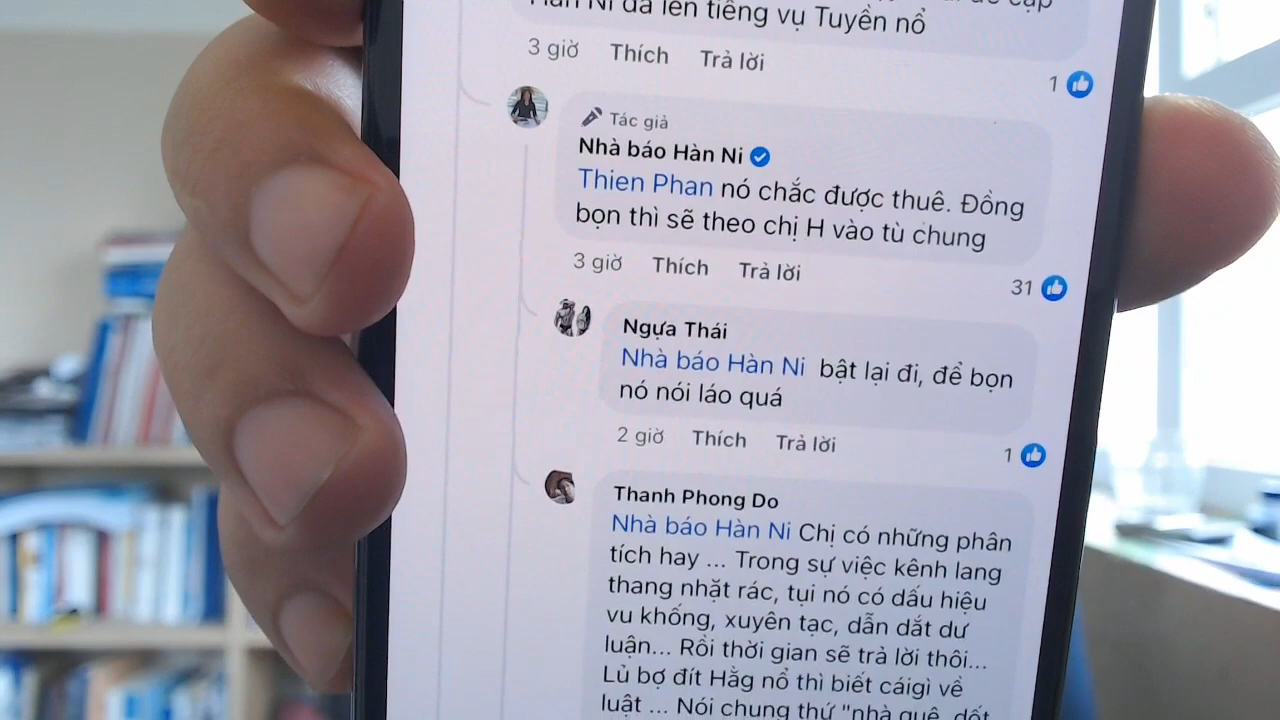 Hàn Ni đã lên tiếng vụ Tuyền nổ
3 giờ Thích Trả lời
1
Tác giả
Nhà báo Hàn Ni
Thien Phan nó chắc được thuê. Đồng
bọn thì sẽ theo chị H vào tù chung
3 giờ Thích Trả lời
31
Ngựa Thái
Nhà báo Hàn Ni bật lại đi, để bọn
nó nói láo quá
2 giờ Thích Trả lời
1
Thanh Phong Do
Nhà báo Hàn Ni Chị có những phân
tích hay ... Trong sự việc kênh lang
thang nhặt rác, tụi nó có dấu hiệu
vu khống, xuyên tạc, dẫn dắt dư
luận... Rồi thời gian sẽ trả lời thôi...
Lủ bợ đít Hằg nổ thì biết cáigì về
luật ... Nói chung thứ "nhà quê, dốt